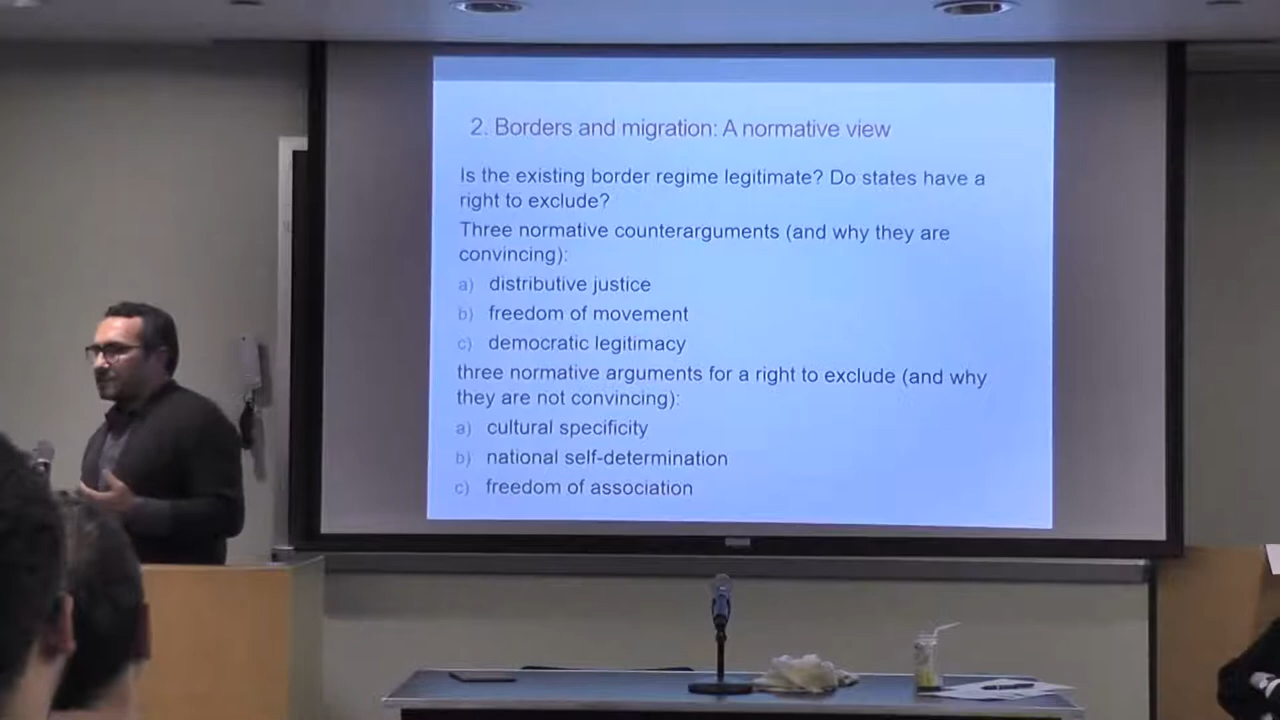 2. Borders and migration: A normative view
Is the existing border regime legitimate? Do states have a
right to exclude?
Three normative counterarguments (and why they are
convincing):
a) distributive justice
b) freedom of movement
c) democratic legitimacy
three normative arguments for a right to exclude (and why
they are not convincing):
a) cultural specificity
b) national self-determination
c) freedom of association